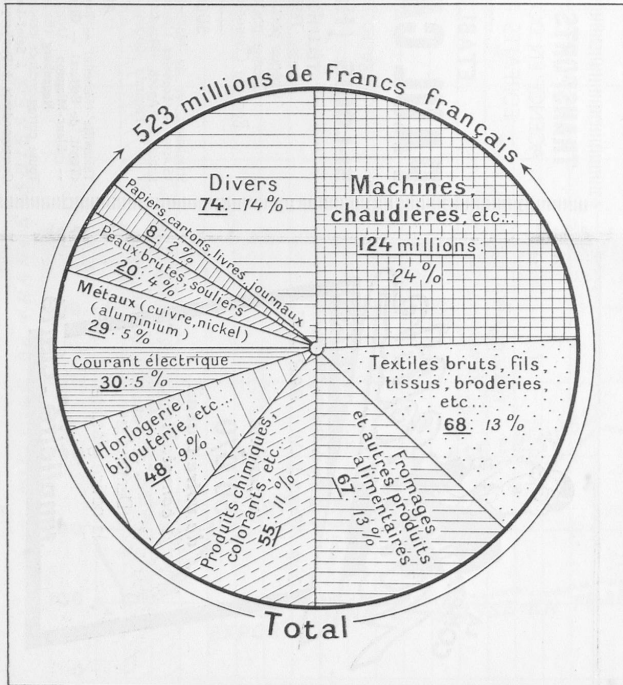 523 millions de Francs français
Machines,
chaudières, etc...
124 millions:
24 %
Textiles bruts, fils,
tissus, broderies,
etc...
68: 13 %
Fromages
et autres produits
alimentaires
67: 13 %
Produits chimiques,
colorants, etc...
55: 11 %
Horlogerie,
bijouterie, etc...
48: 9 %
Courant électrique
30: 5 %
Métaux (cuivre, nickel)
(aluminium)
29: 5 %
Peaux brutes, souliers
20: 4 %
Papiers, cartons, livres, journaux
8: 2 %
Divers
74: 14 %
Total